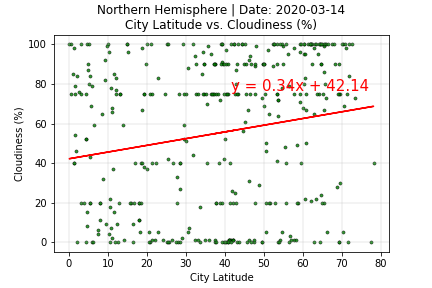 Northern Hemisphere | Date: 2020-03-14
City Latitude vs. Cloudiness (%)
100
80
60
40
20
0
Cloudiness (%)
y = 0.34x + 42.14
0 10 20 30 40 50 60 70 80
City Latitude